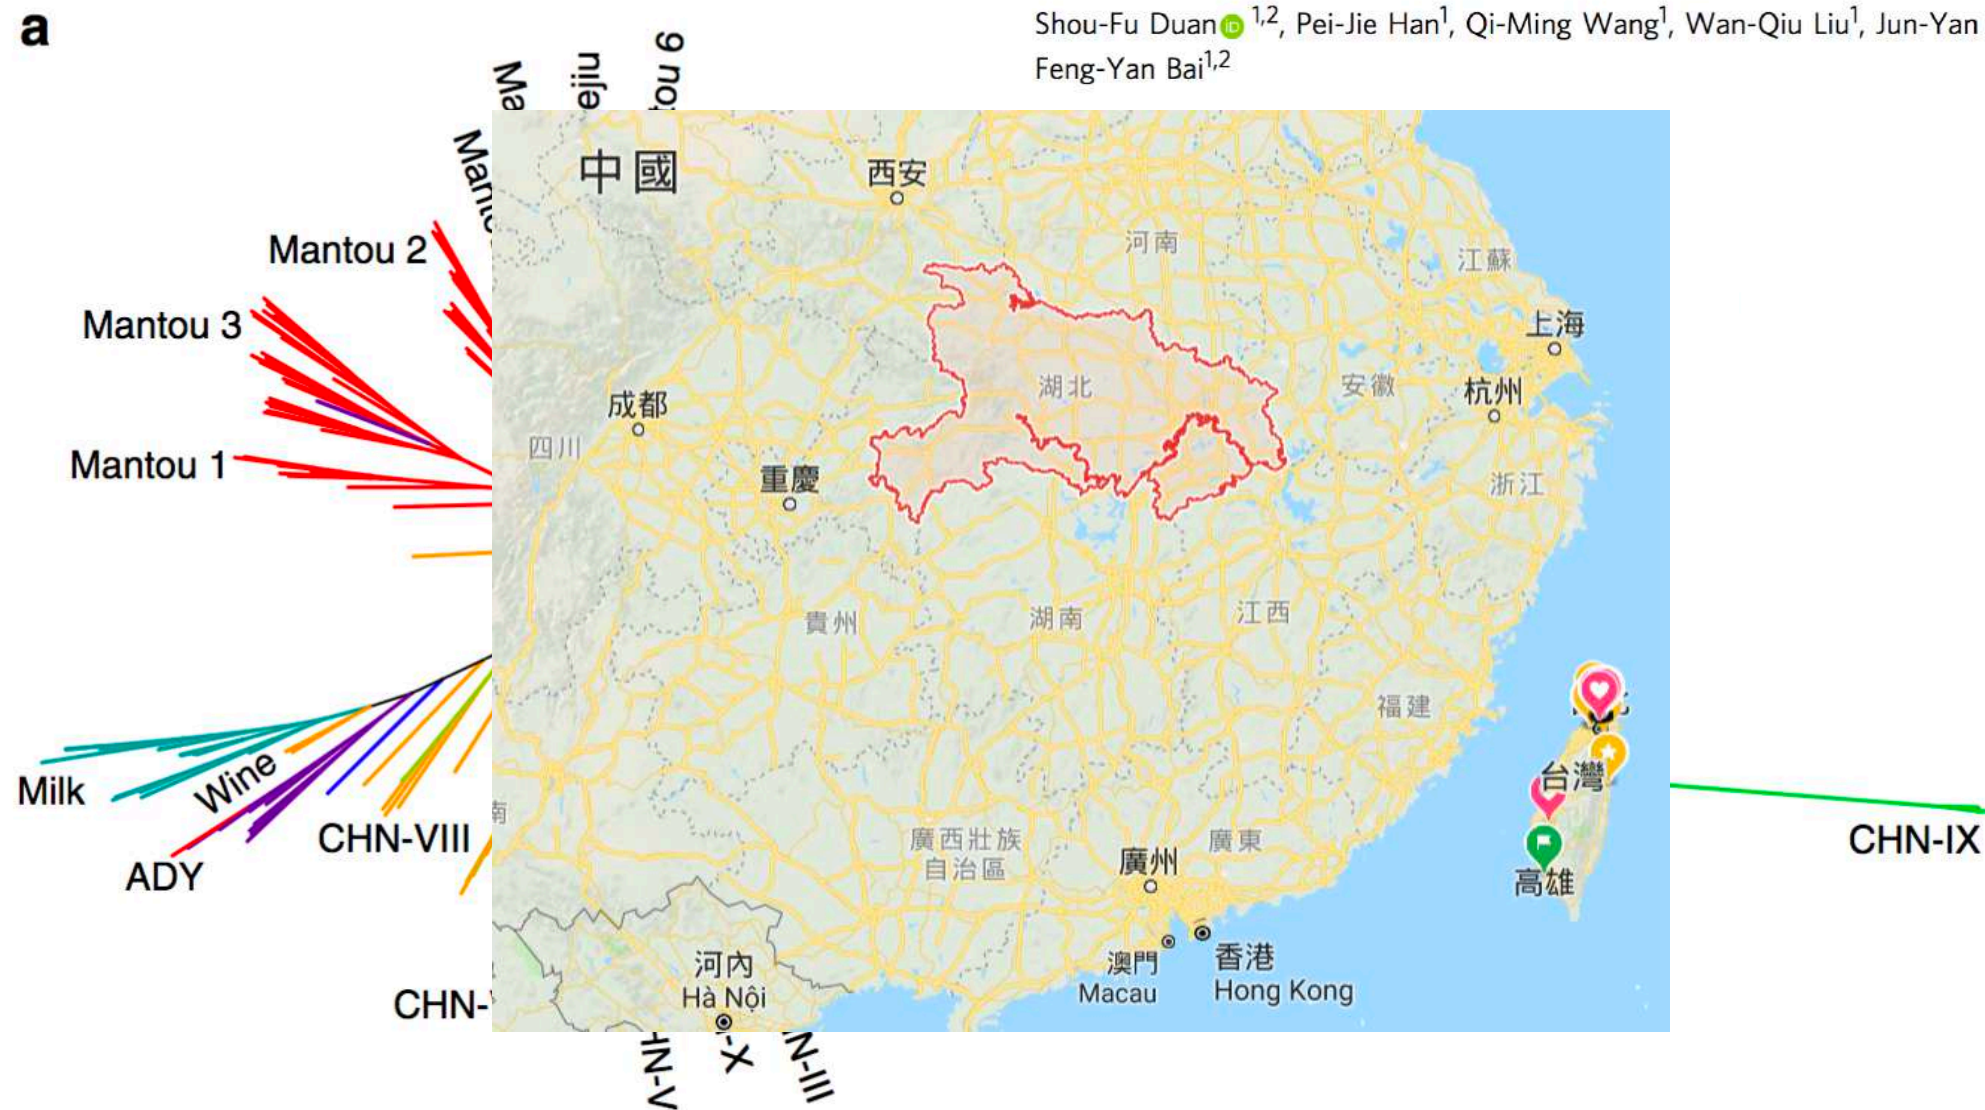 a
Shou-Fu Duan 1,2, Pei-Jie Han1, Qi-Ming Wang1, Wan-Qiu Liu1, Jun-Yan
Feng-Yan Bai1,2
Mantou 2
Mantou 3
Mantou 1
Milk
Wine
ADY
CHN-VIII
CHN-IX
中國
西安
河南
江蘇
上海
湖北
安徽
杭州
成都
四川
重慶
浙江
貴州
湖南
江西
福建
台灣
南
廣西壯族
自治區
廣州
廣東
高雄
河內
Hà Nội
澳門
Macau
香港
Hong Kong